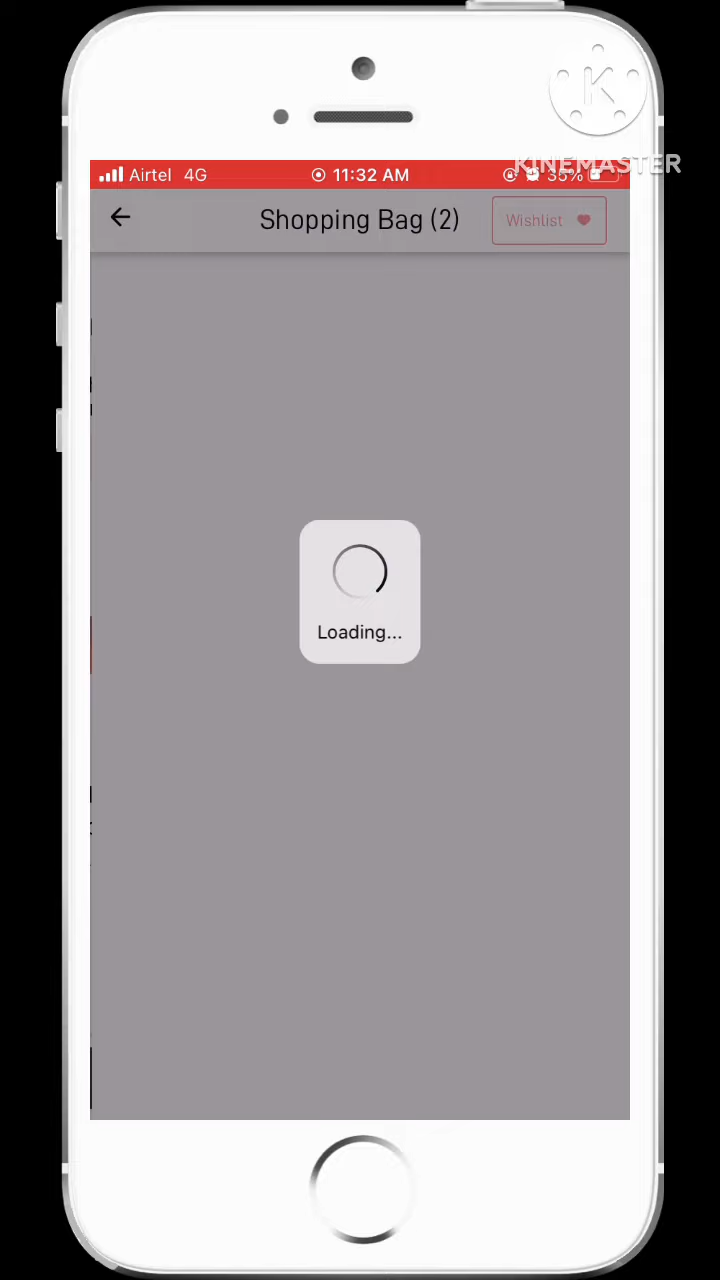 K
KINEMASTER
Airtel 4G 11:32 AM 35%
Shopping Bag (2)
Wishlist
Loading...